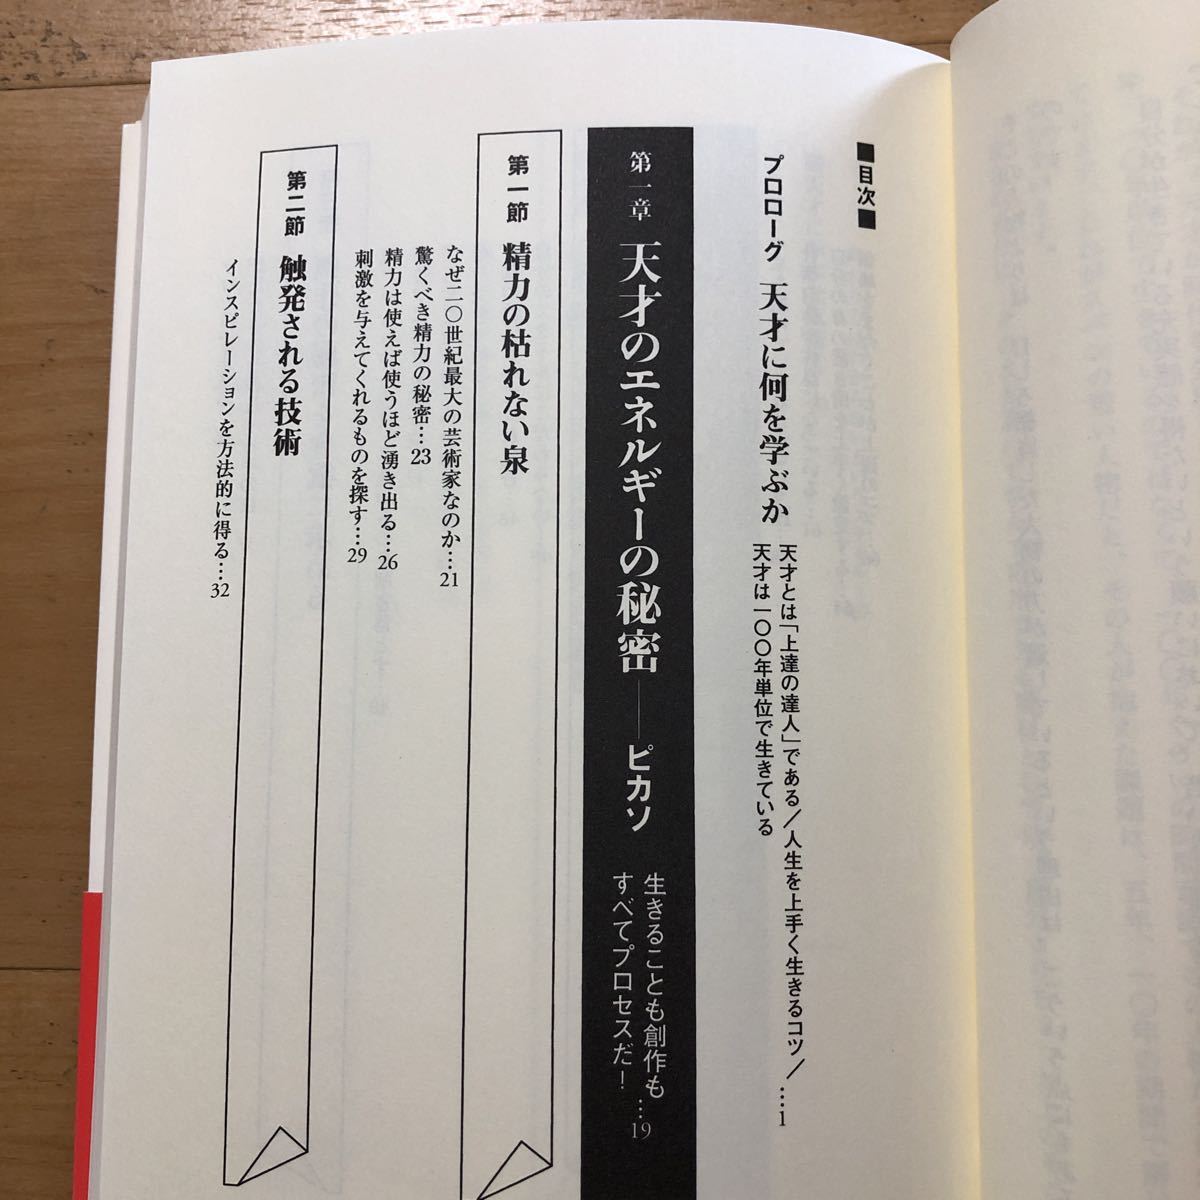 ■目次■
プロローグ 天才に何を学ぶか
天才とは「上達の達人」である/人生を上手く生きるコツ/
天才は一〇〇年単位で生きている
……1
第一章 天才のエネルギーの秘密——ピカソ
生きることも創作も
すべてプロセスだ!
…19
第一節 精力の枯れない泉
なぜ二〇世紀最大の芸術家なのか…21
驚くべき精力の秘密…23
精力は使えば使うほど湧き出る…26
刺激を与えてくれるものを探す…29
第二節 触発される技術
インスピレーションを方法的に得る…32